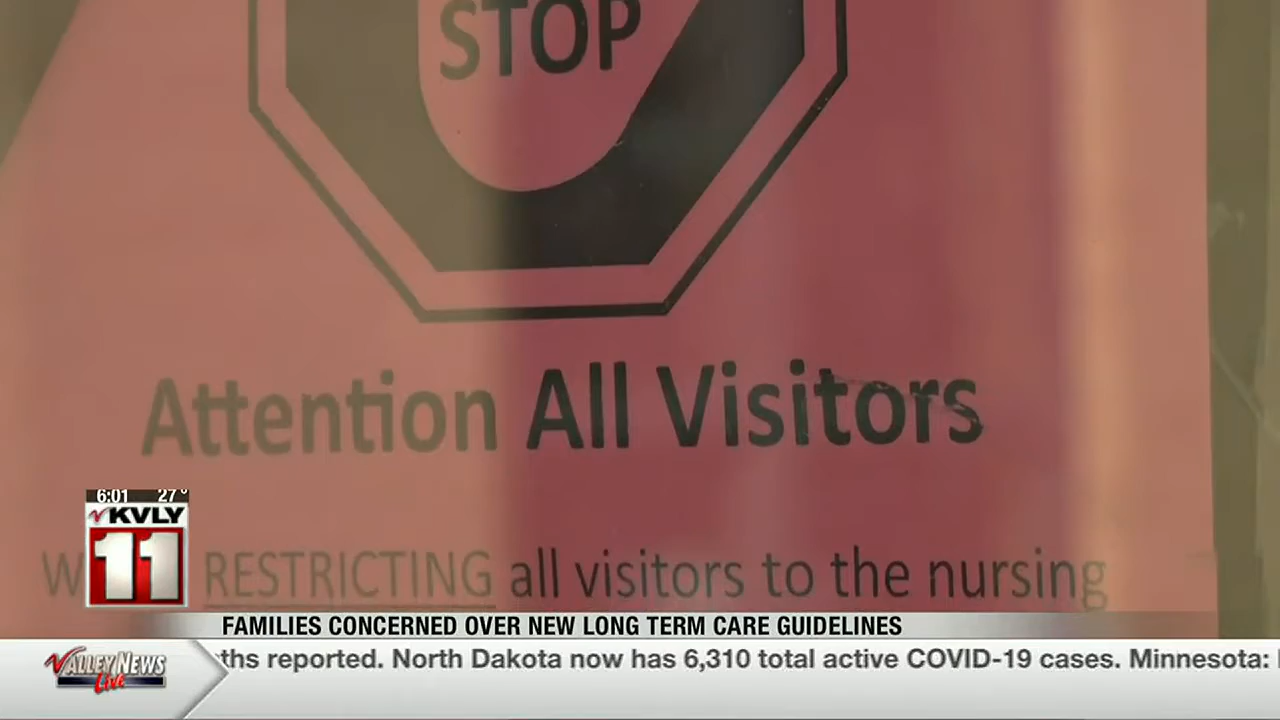 STOP
Attention All Visitors
W RESTRICTING all visitors to the nursing
6:01 27°
KVLY
11
FAMILIES CONCERNED OVER NEW LONG TERM CARE GUIDELINES
VALLEY NEWS
Live
ths reported. North Dakota now has 6,310 total active COVID-19 cases. Minnesota: